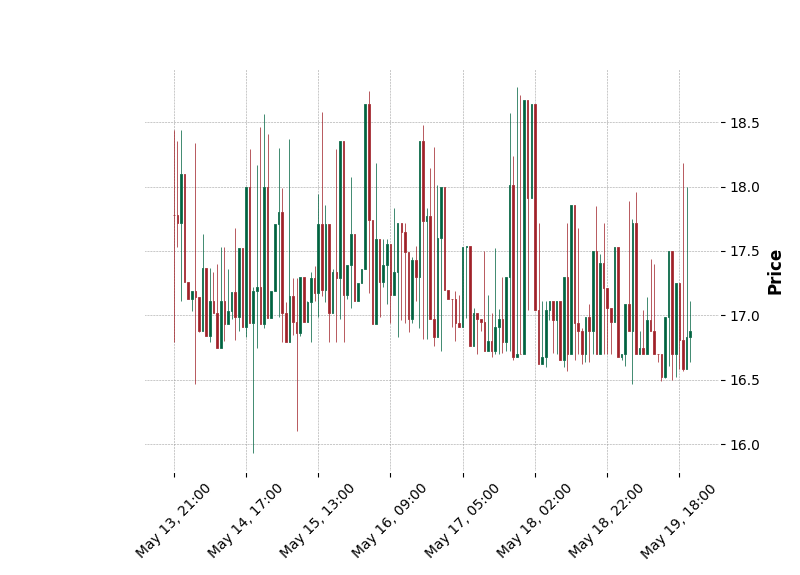 18.5
18.0
17.5
17.0
16.5
16.0
Price
May 13, 21:00
May 14, 17:00
May 15, 13:00
May 16, 09:00
May 17, 05:00
May 18, 02:00
May 18, 22:00
May 19, 18:00